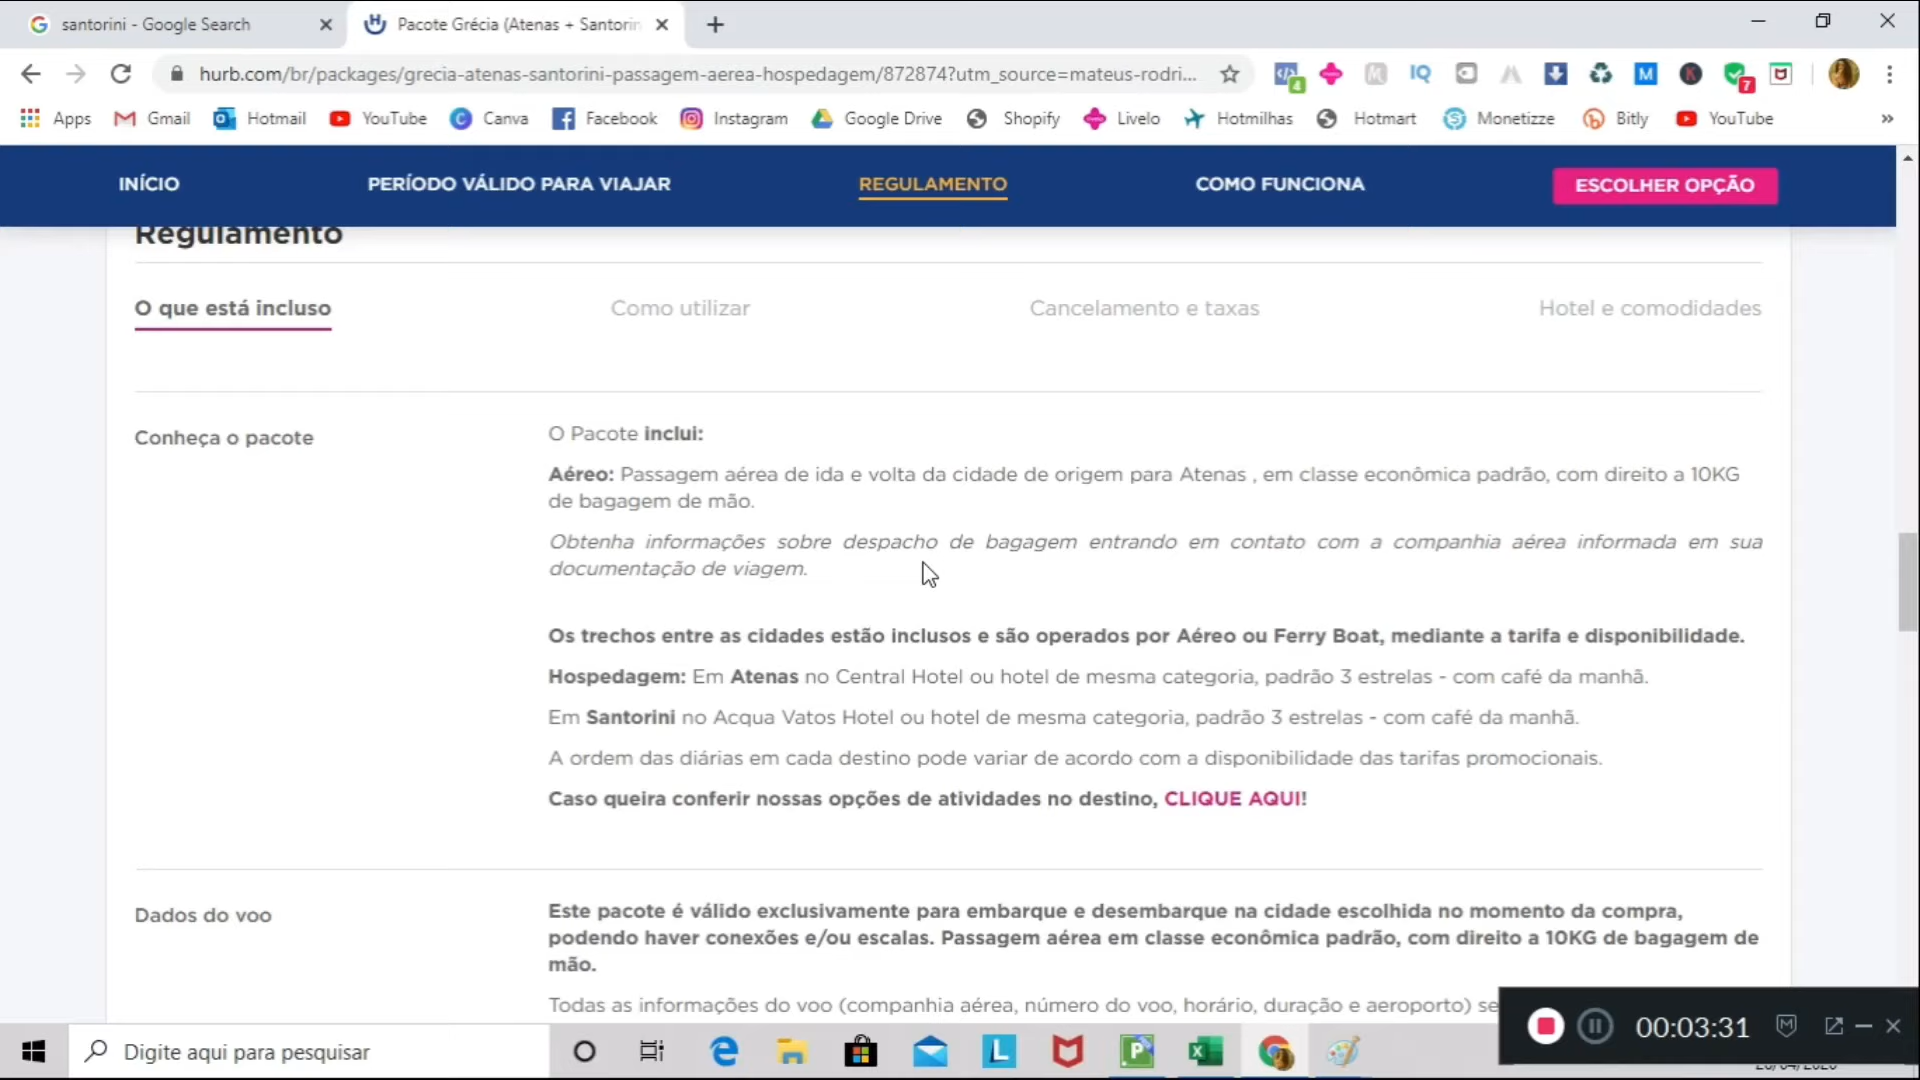 santorini - Google Search
Pacote Grécia (Atenas + Santorin
hurb.com/br/packages/grecia-atenas-santorini-passagem-aerea-hospedagem/872874?utm_source=mateus-rodri...
Apps Gmail Hotmail YouTube Canva Facebook Instagram Google Drive Shopify Livelo Hotmilhas Hotmart Monetizze Bitly YouTube »
INÍCIO PERÍODO VÁLIDO PARA VIAJAR REGULAMENTO COMO FUNCIONA ESCOLHER OPÇÃO
Regulamento
O que está incluso Como utilizar Cancelamento e taxas Hotel e comodidades
Conheça o pacote
O Pacote inclui:
Aéreo: Passagem aérea de ida e volta da cidade de origem para Atenas , em classe econômica padrão, com direito a 10KG
de bagagem de mão.
Obtenha informações sobre despacho de bagagem entrando em contato com a companhia aérea informada em sua
documentação de viagem.
Os trechos entre as cidades estão inclusos e são operados por Aéreo ou Ferry Boat, mediante a tarifa e disponibilidade.
Hospedagem: Em Atenas no Central Hotel ou hotel de mesma categoria, padrão 3 estrelas - com café da manhã.
Em Santorini no Acqua Vatos Hotel ou hotel de mesma categoria, padrão 3 estrelas - com café da manhã.
A ordem das diárias em cada destino pode variar de acordo com a disponibilidade das tarifas promocionais.
Caso queira conferir nossas opções de atividades no destino, CLIQUE AQUI!
Dados do voo
Este pacote é válido exclusivamente para embarque e desembarque na cidade escolhida no momento da compra,
podendo haver conexões e/ou escalas. Passagem aérea em classe econômica padrão, com direito a 10KG de bagagem de
mão.
Todas as informações do voo (companhia aérea, número do voo, horário, duração e aeroporto) se
00:03:31
Digite aqui para pesquisar